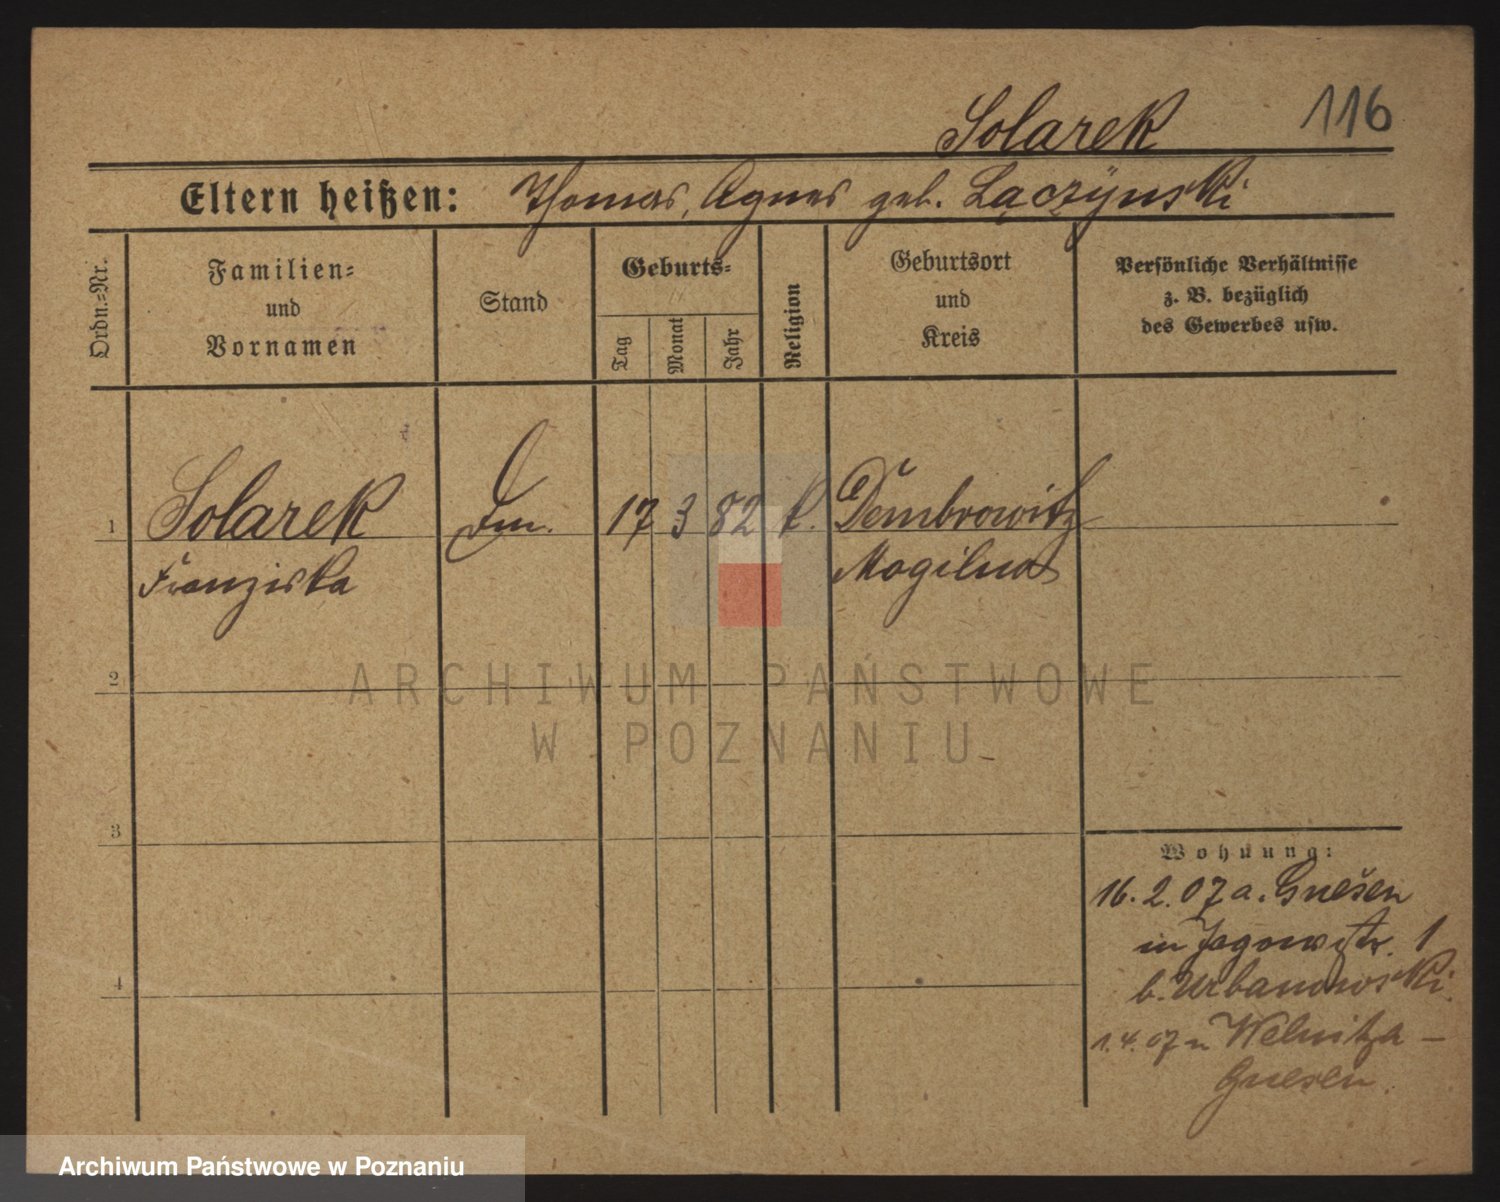 Solarek 116
Eltern heißen: Thomas, Agnes geb. Łączÿnski
Ordn.=Nr.
Familien=
und
Vornamen
Stand
Geburts=
Tag
Monat
Jahr
Religion
Geburtsort
und
Kreis
Persönliche Verhältnisse
z. B. bezüglich
des Gewerbes usw.
1 Solarek 17 3 82 k. Dembrowitz
Franziska Mogilno
2
3
4
Wohnung:
16. 2. 07 a. Gnesen
in Jagowstr. 1
b. Urbanowski.
1. 4. 07 n Welnitza –
Gnesen.
ARCHIWUM PAŃSTWOWE
W POZNANIU
Archiwum Państwowe w Poznaniu